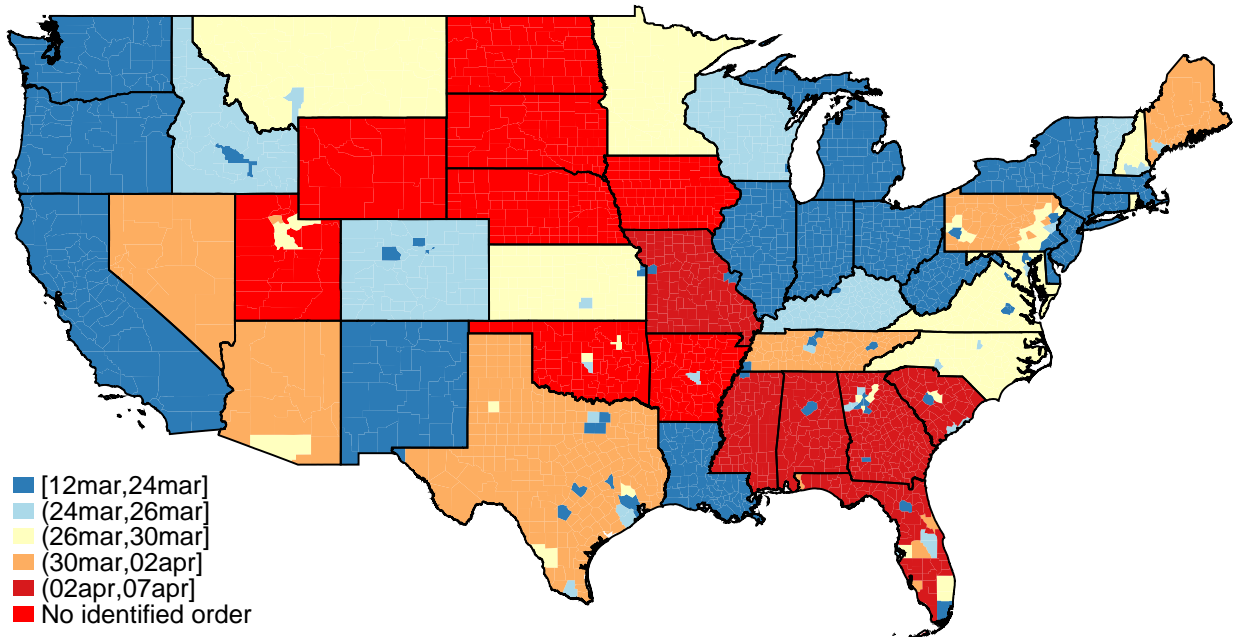 [12mar,24mar]
(24mar,26mar]
(26mar,30mar]
(30mar,02apr]
(02apr,07apr]
No identified order